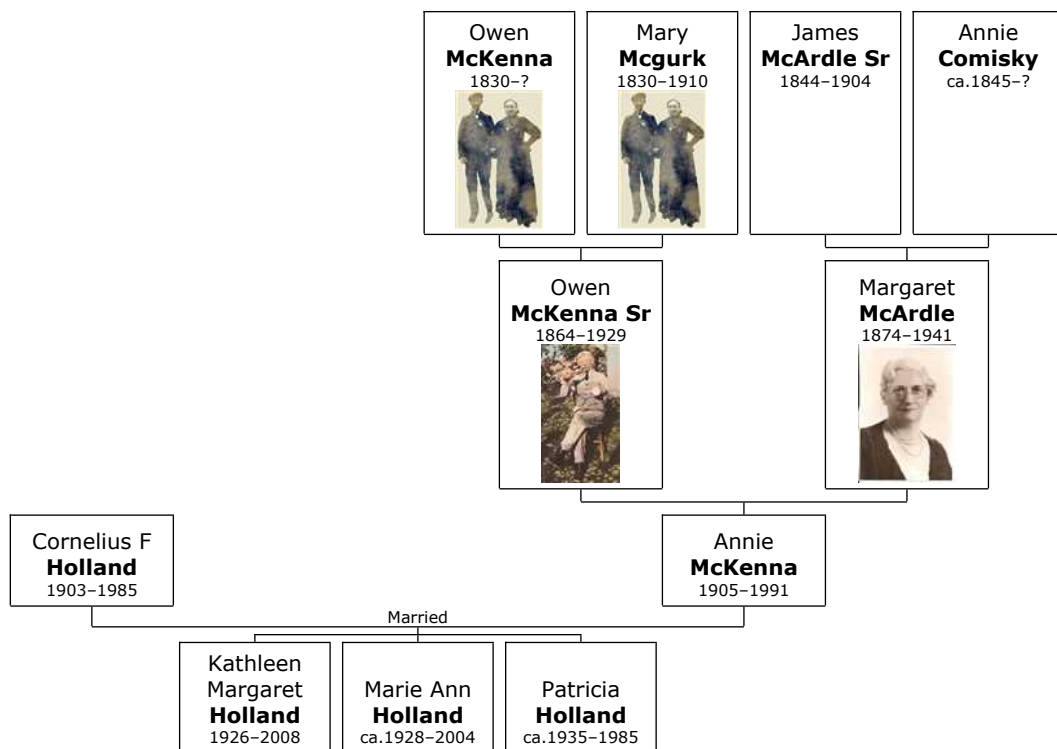 Owen
McKenna
1830–?
Mary
Mcgurk
1830–1910
James
McArdle Sr
1844–1904
Annie
Comisky
ca.1845–?
Owen
McKenna Sr
1864–1929
Margaret
McArdle
1874–1941
Cornelius F
Holland
1903–1985
Annie
McKenna
1905–1991
Married
Kathleen
Margaret
Holland
1926–2008
Marie Ann
Holland
ca.1928–2004
Patricia
Holland
ca.1935–1985